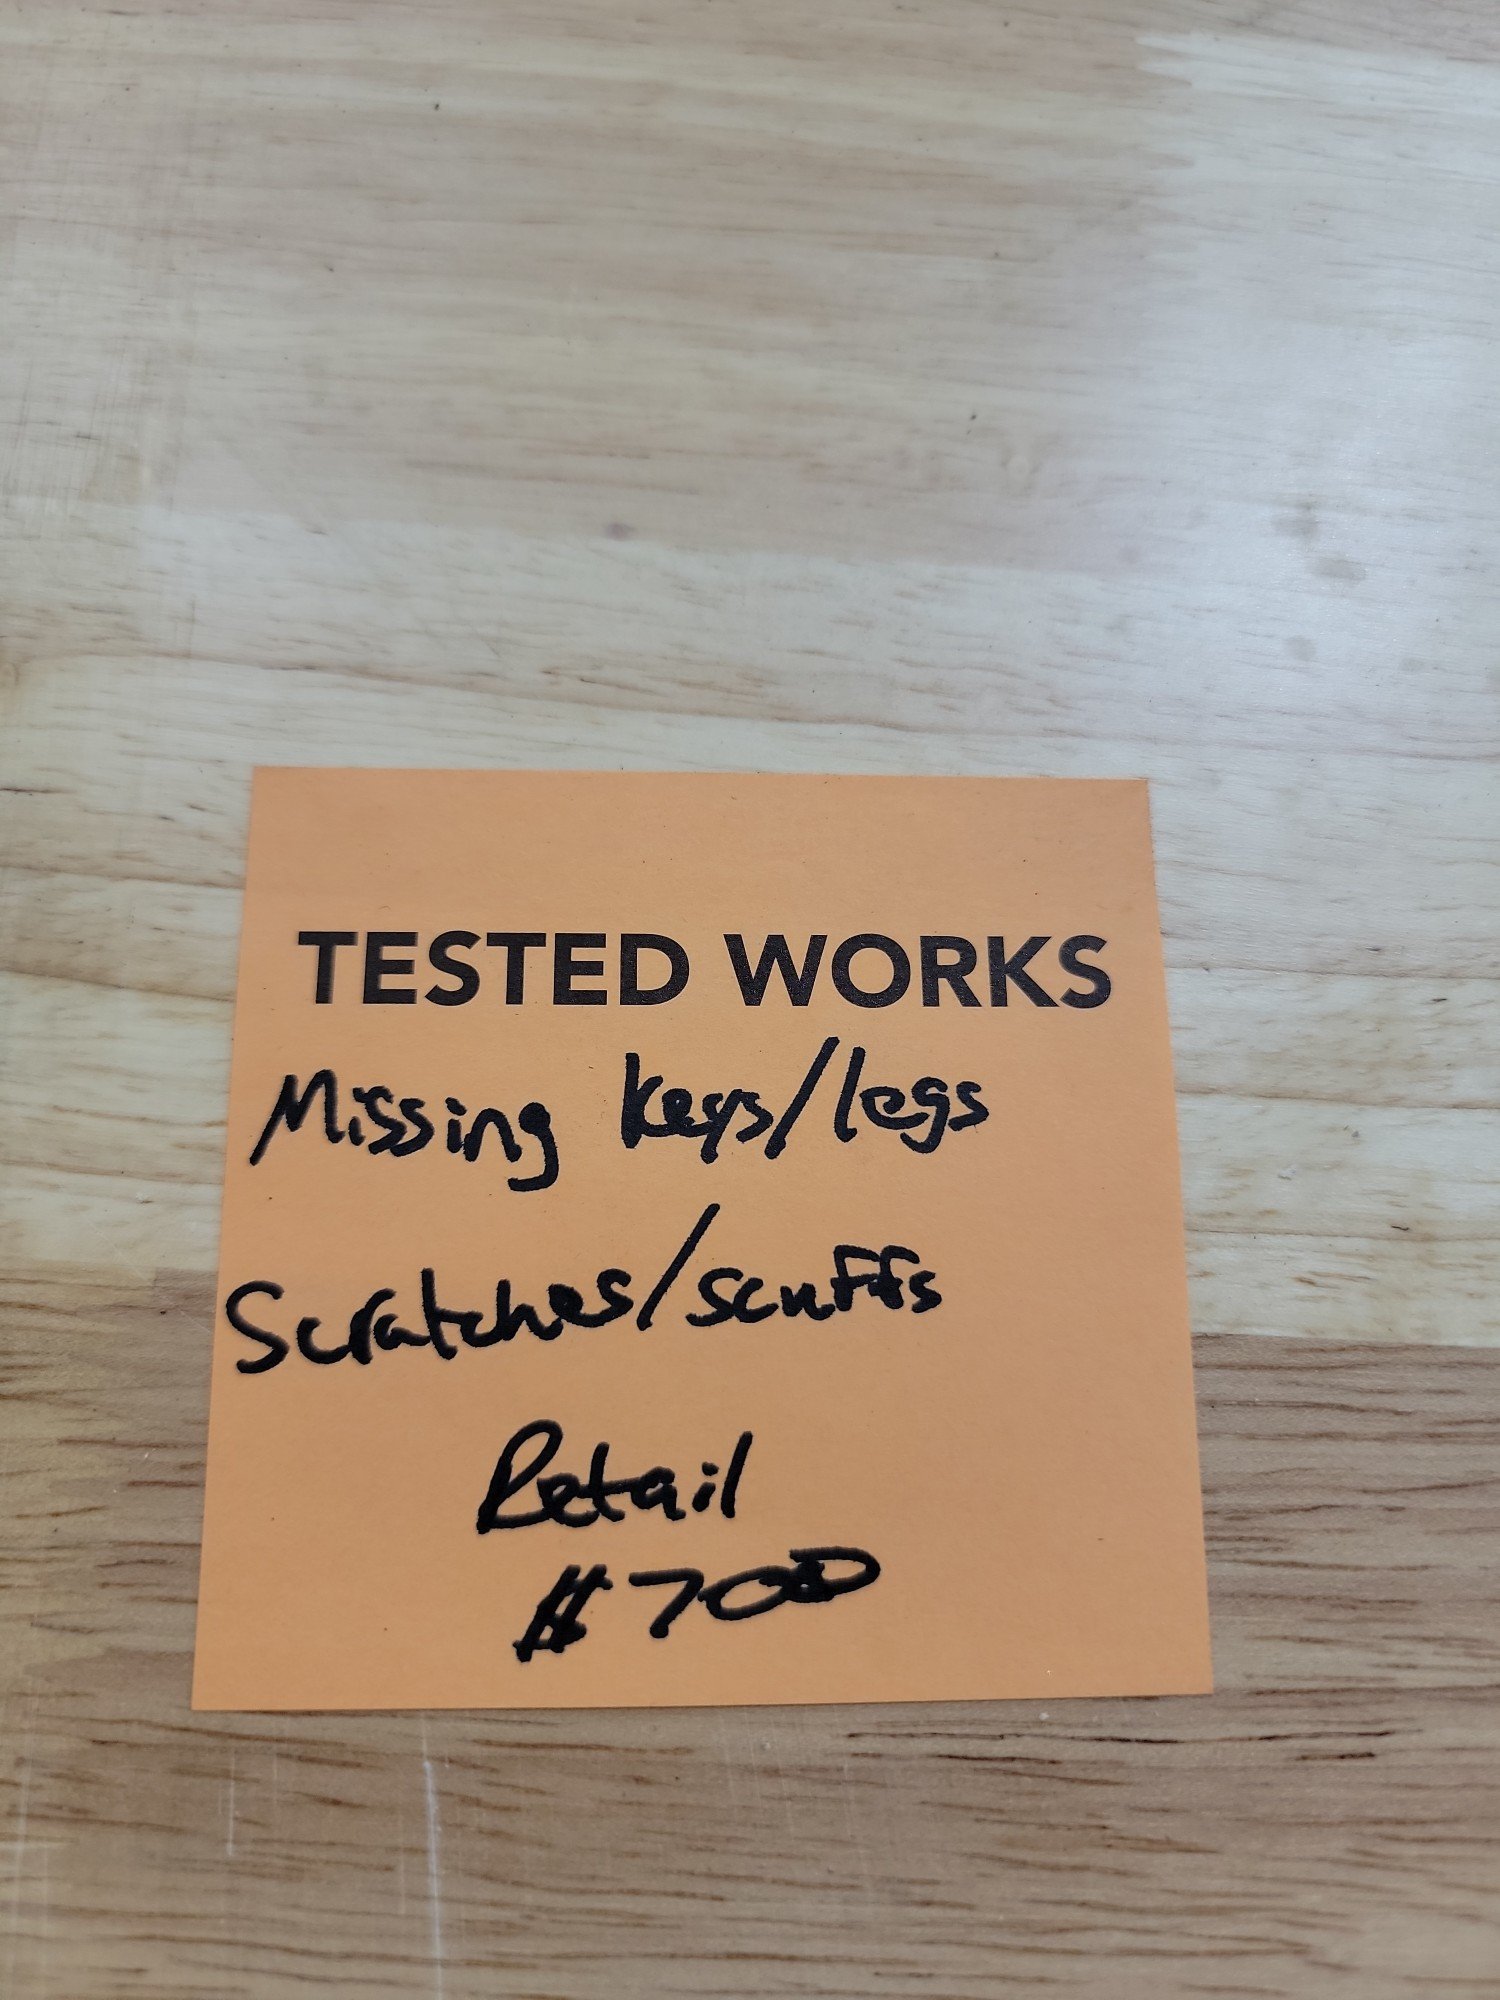 TESTED WORKS
Missing keys/legs
Scratches/scuffs
Retail
$700